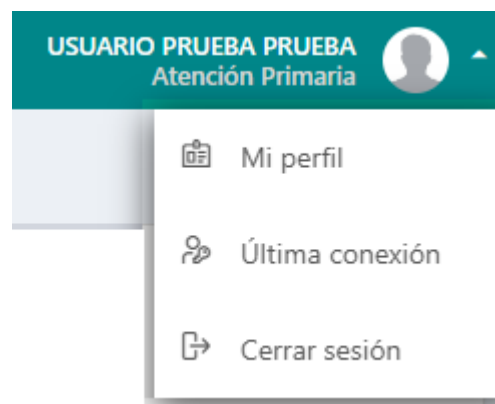 USUARIO PRUEBA PRUEBA
Atención Primaria
Mi perfil
Última conexión
Cerrar sesión